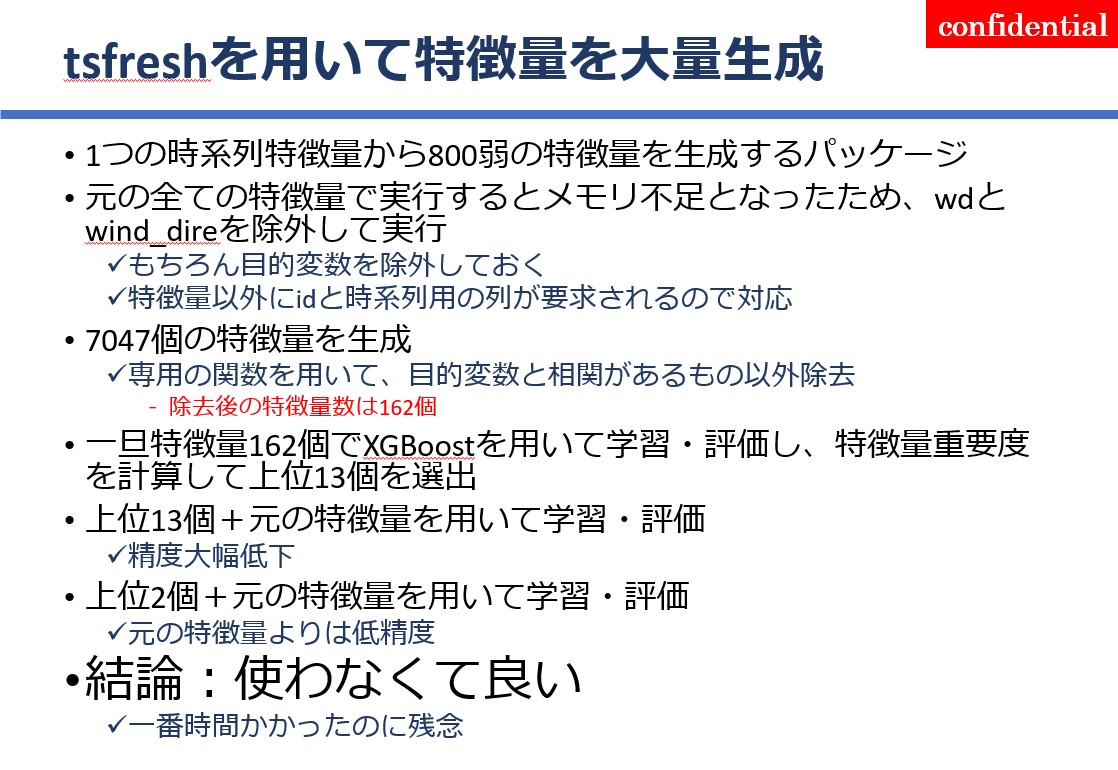 confidential
tsfreshを用いて特徴量を大量生成
• 1つの時系列特徴量から800弱の特徴量を生成するパッケージ
• 元の全ての特徴量で実行するとメモリ不足となったため、wdと
wind_direを除外して実行
✓もちろん目的変数を除外しておく
✓特徴量以外にidと時系列用の列が要求されるので対応
• 7047個の特徴量を生成
✓専用の関数を用いて、目的変数と相関があるもの以外除去
- 除去後の特徴量数は162個
• 一旦特徴量162個でXGBoostを用いて学習・評価し、特徴量重要度
を計算して上位13個を選出
• 上位13個＋元の特徴量を用いて学習・評価
✓精度大幅低下
• 上位2個＋元の特徴量を用いて学習・評価
✓元の特徴量よりは低精度
•結論：使わなくて良い
✓一番時間かかったのに残念